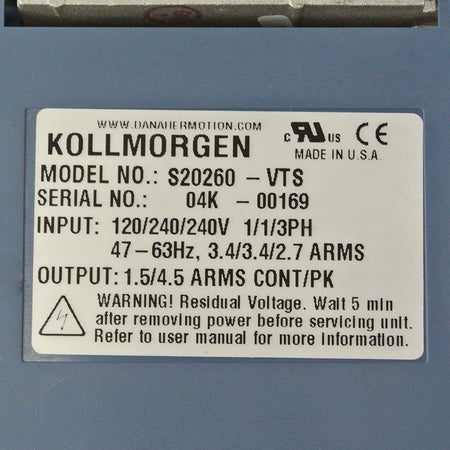 WWW.DANAHERMOTION.COM
KOLLMORGEN
C UL US CE
MADE IN U.S.A.
MODEL NO.: S20260 -VTS
SERIAL NO.: 04K - 00169
INPUT: 120/240/240V 1/1/3PH
47-63Hz, 3.4/3.4/2.7 ARMS
OUTPUT: 1.5/4.5 ARMS CONT/PK
WARNING! Residual Voltage. Wait 5 min
after removing power before servicing unit.
Refer to user manual for more information.